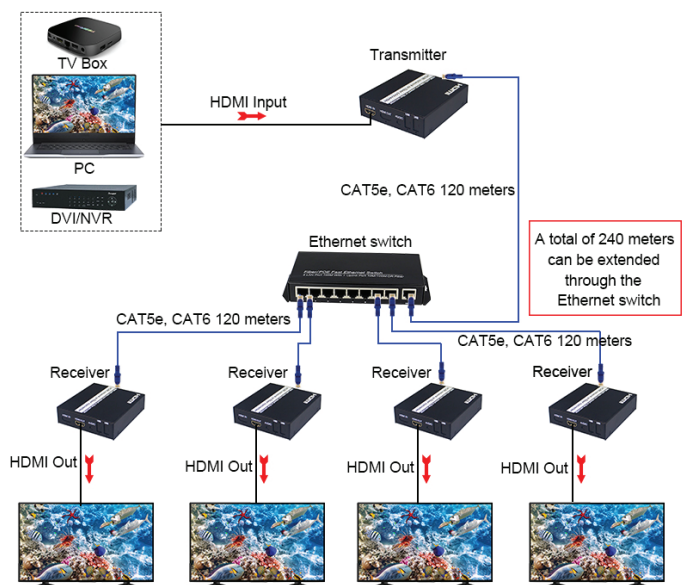 TV Box
PC
DVI/NVR
HDMI Input
Transmitter
CAT5e, CAT6 120 meters
A total of 240 meters
can be extended
through the
Ethernet switch
Ethernet switch
CAT5e, CAT6 120 meters
CAT5e, CAT6 120 meters
Receiver
Receiver
Receiver
Receiver
HDMI Out
HDMI Out
HDMI Out
HDMI Out